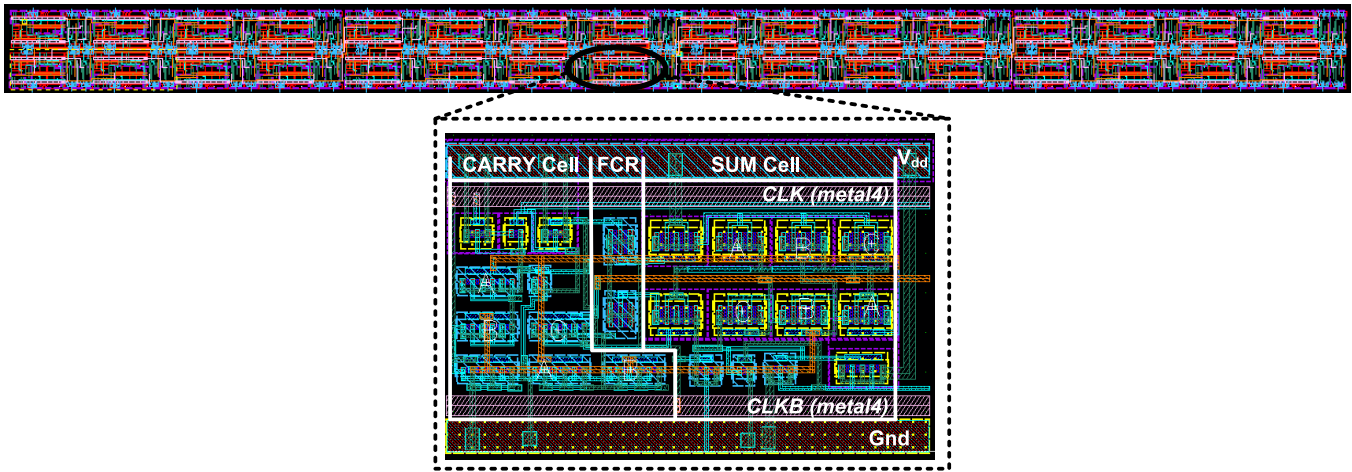 CARRY Cell FCR SUM Cell Vdd
CLK (metal4)
A B C
A
C B A
B C
A B
CLKB (metal4)
Gnd